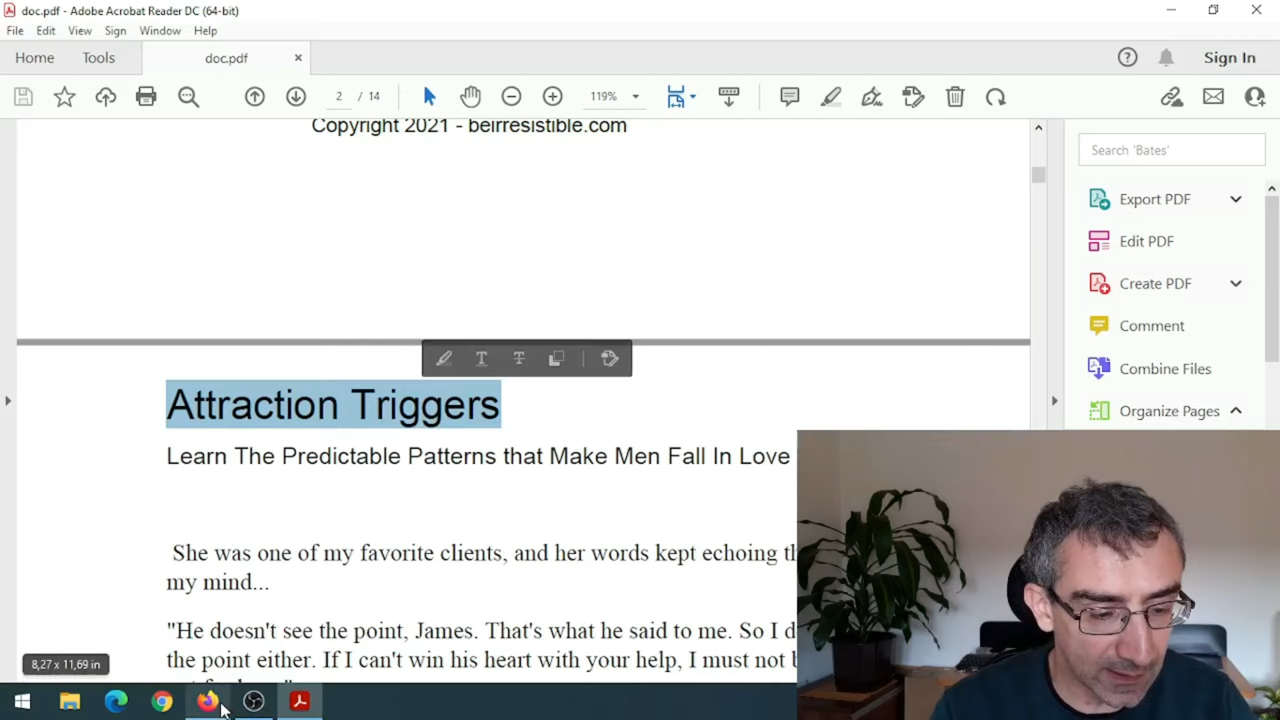 doc.pdf - Adobe Acrobat Reader DC (64-bit)
File Edit View Sign Window Help
Home Tools doc.pdf Sign In
2 / 14 119%
Copyright 2021 - beirresistible.com
Search 'Bates'
Export PDF
Edit PDF
Create PDF
Comment
Combine Files
Organize Pages
Attraction Triggers
Learn The Predictable Patterns that Make Men Fall In Love
She was one of my favorite clients, and her words kept echoing
my mind...
"He doesn't see the point, James. That's what he said to me. So I
the point either. If I can't win his heart with your help, I must not
8,27 x 11,69 in